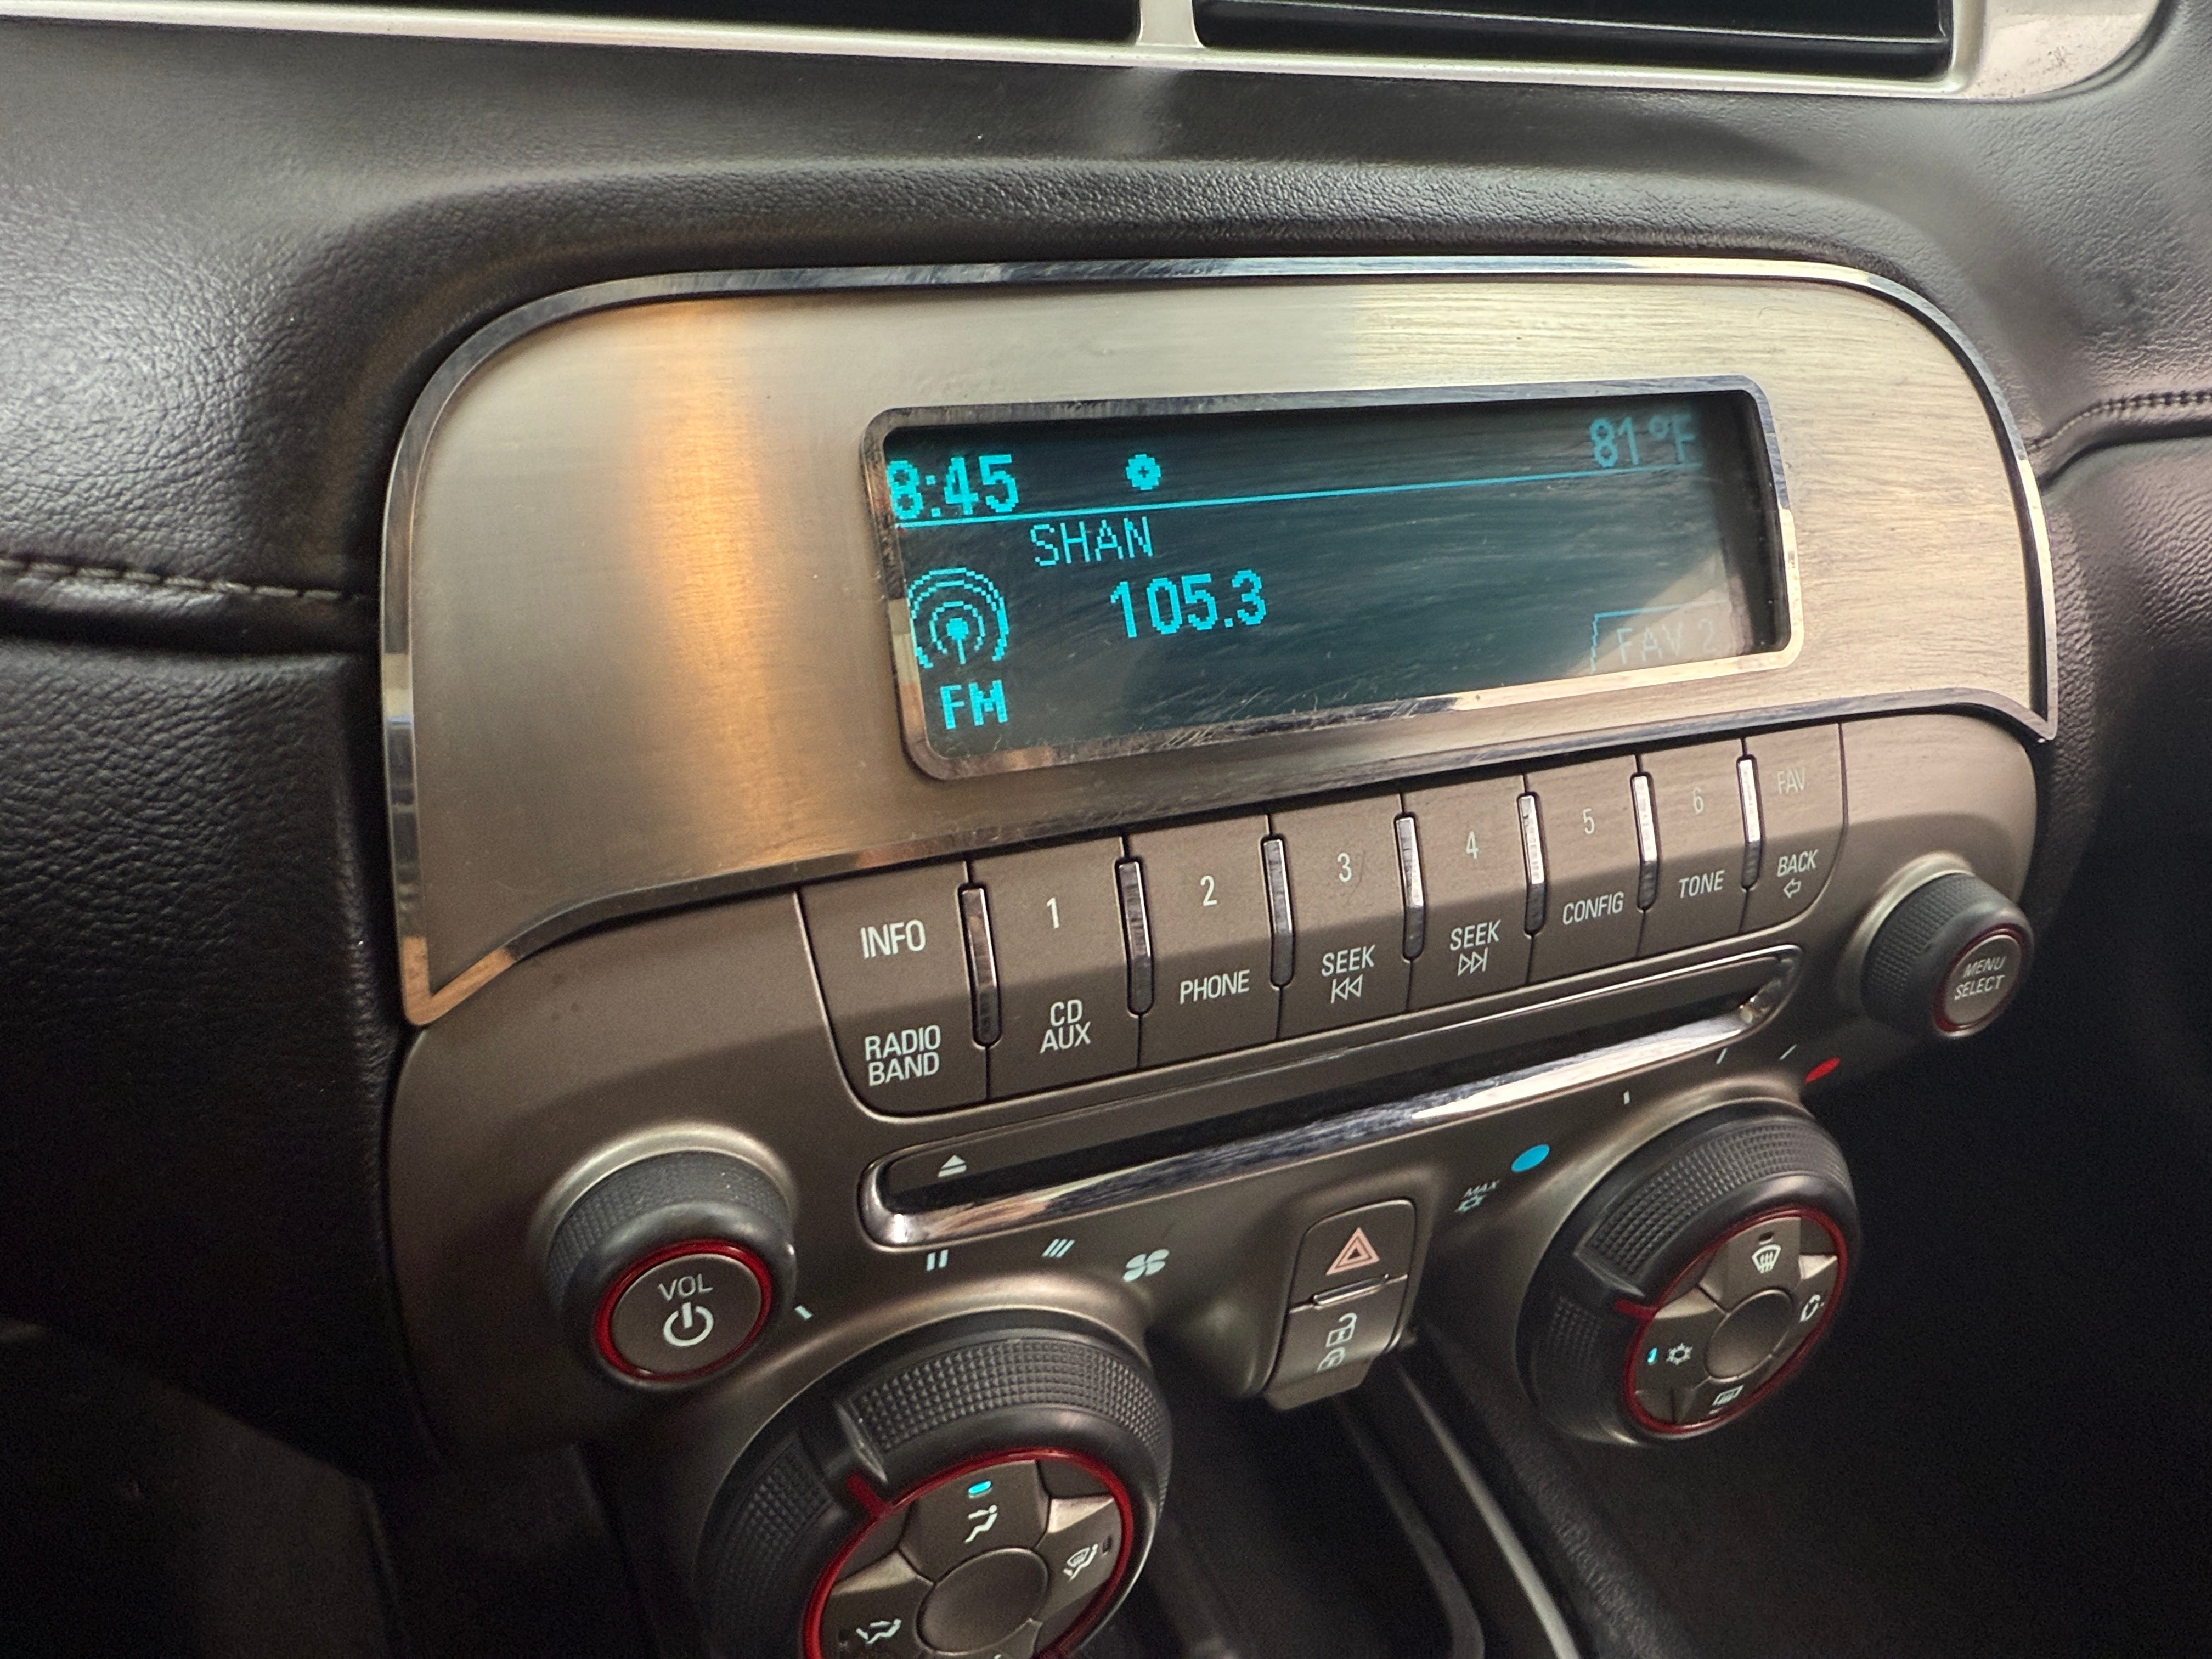 8:45 81°F
SHAN
105.3
FM
FAV 2
INFO
1
2
3
4
5
6
FAV
RADIO
BAND
CD
AUX
PHONE
SEEK
SEEK
CONFIG
TONE
BACK
MENU
SELECT
MAX
VOL